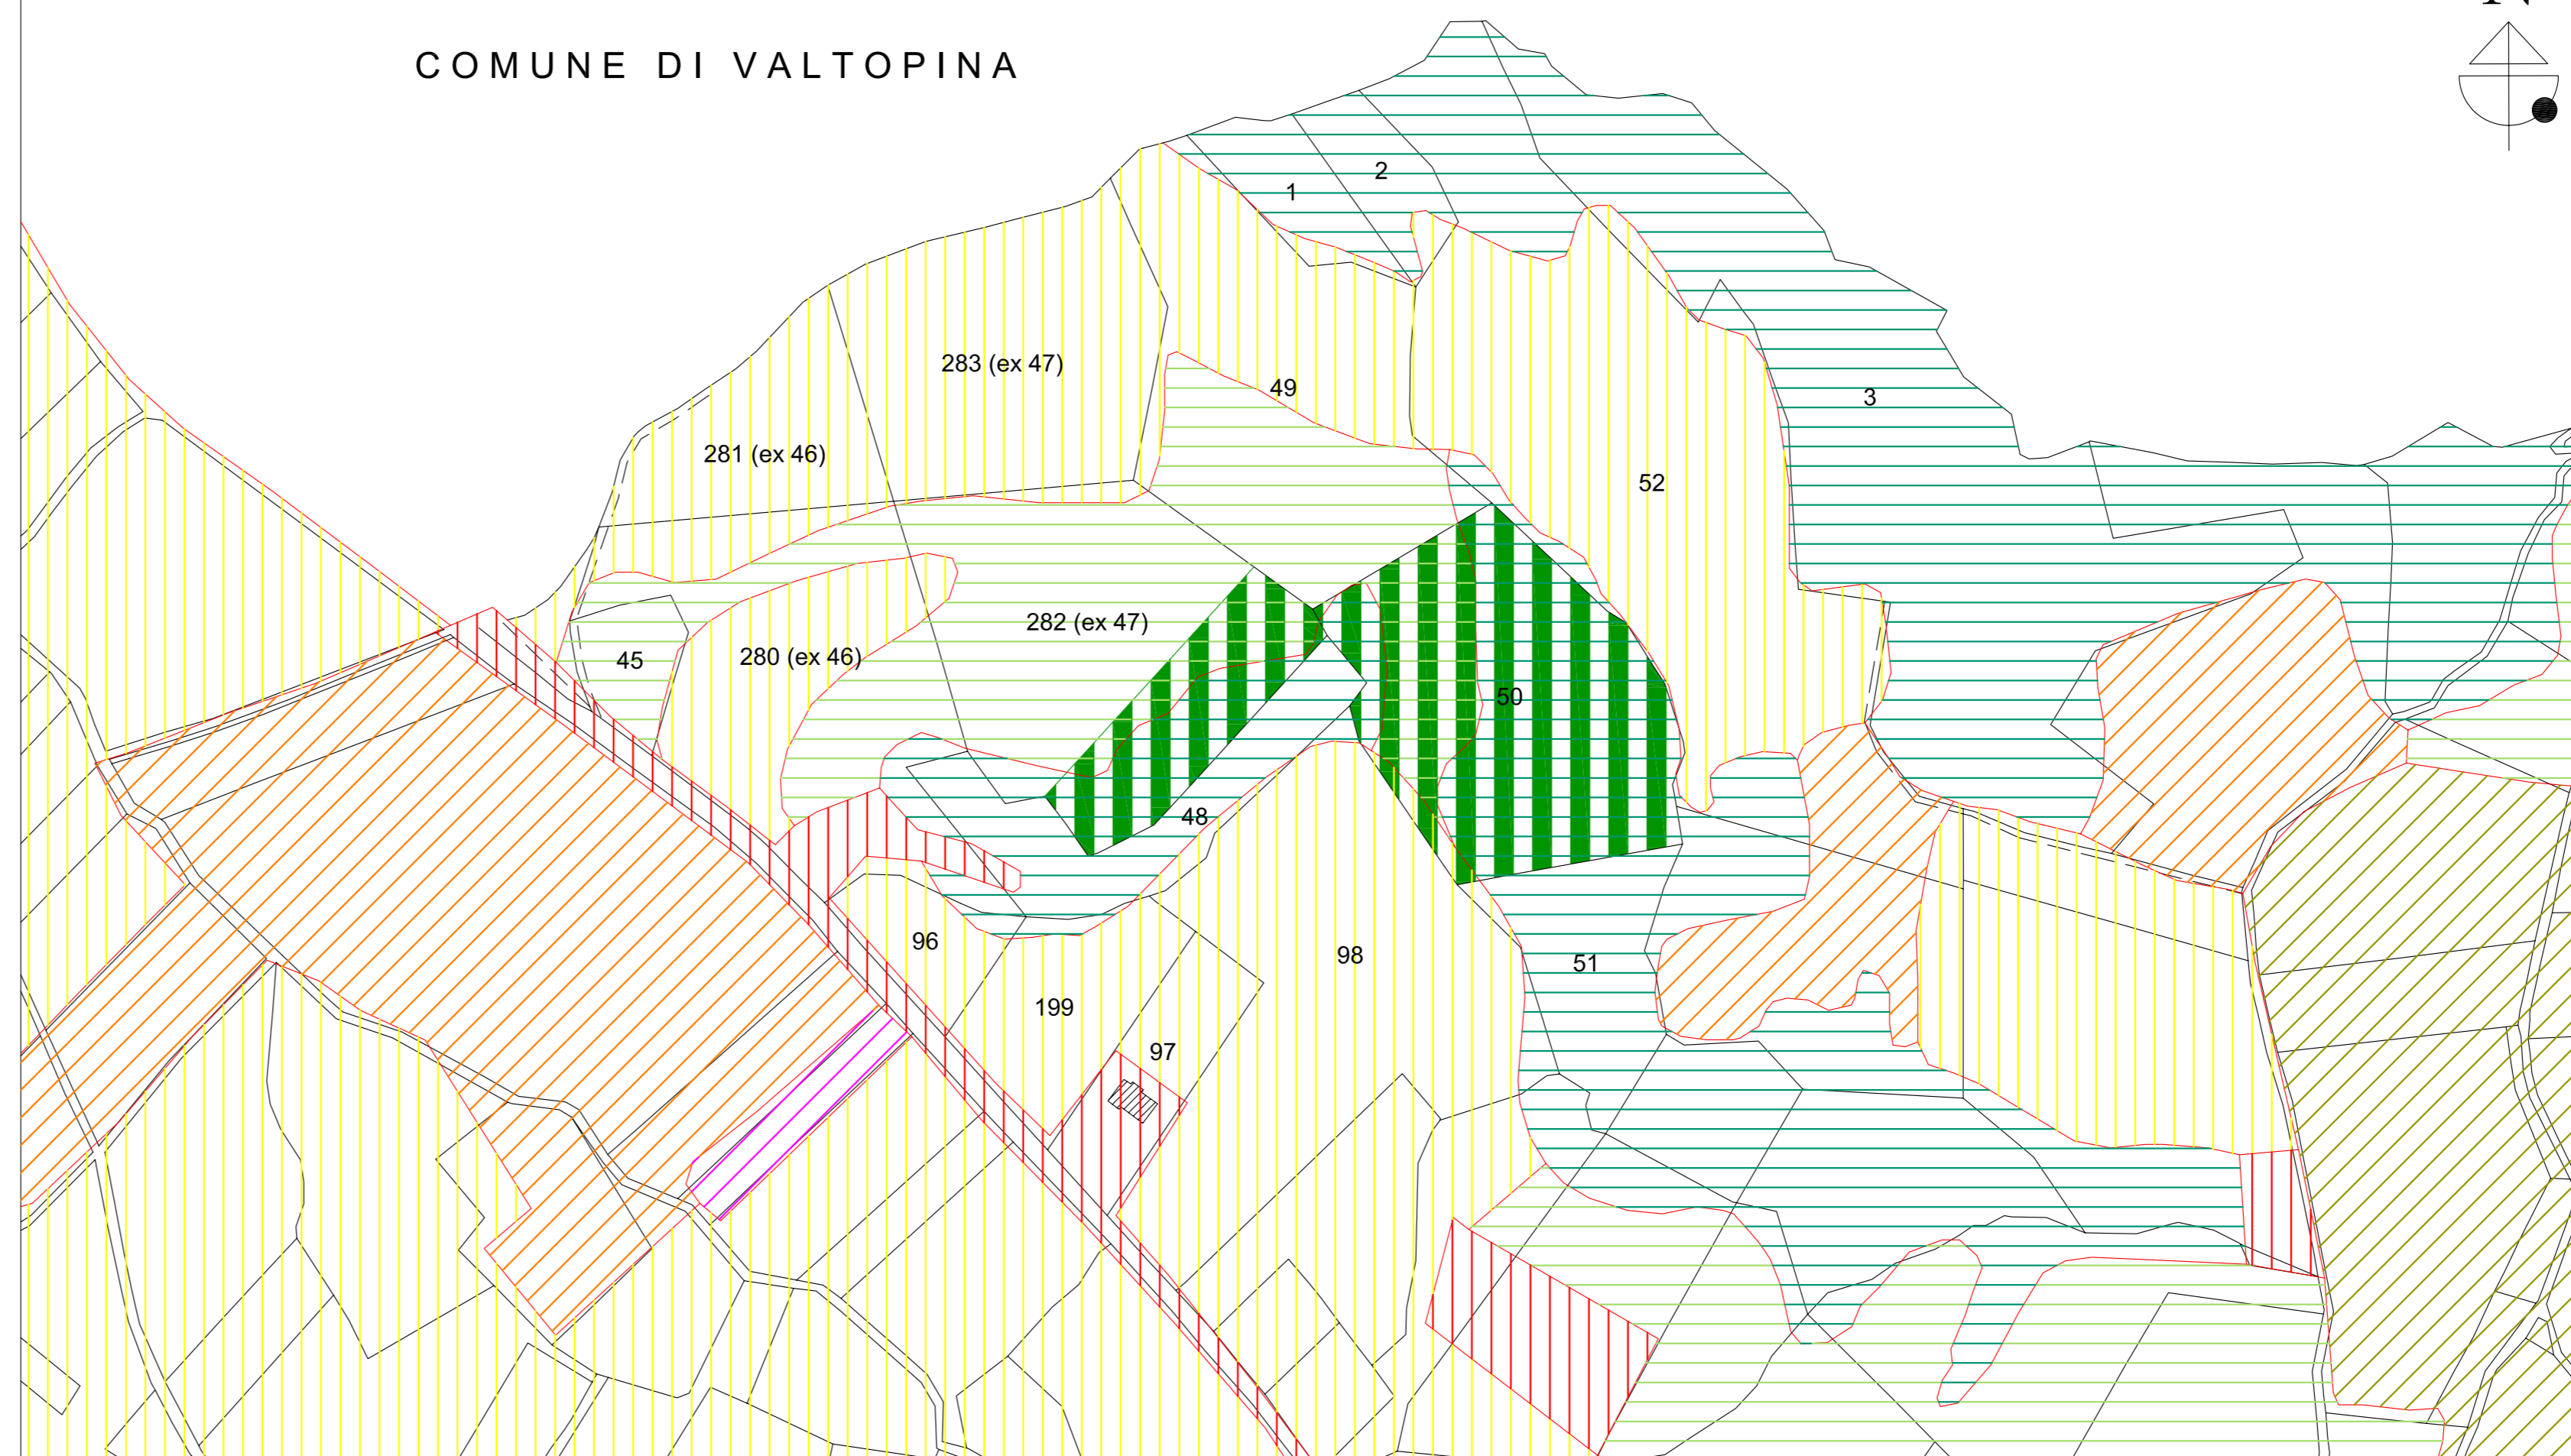 N
COMUNE DI VALTOPINA
2
1
283 (ex 47)
49
3
281 (ex 46)
52
282 (ex 47)
280 (ex 46)
45
50
48
96
98
51
199
97